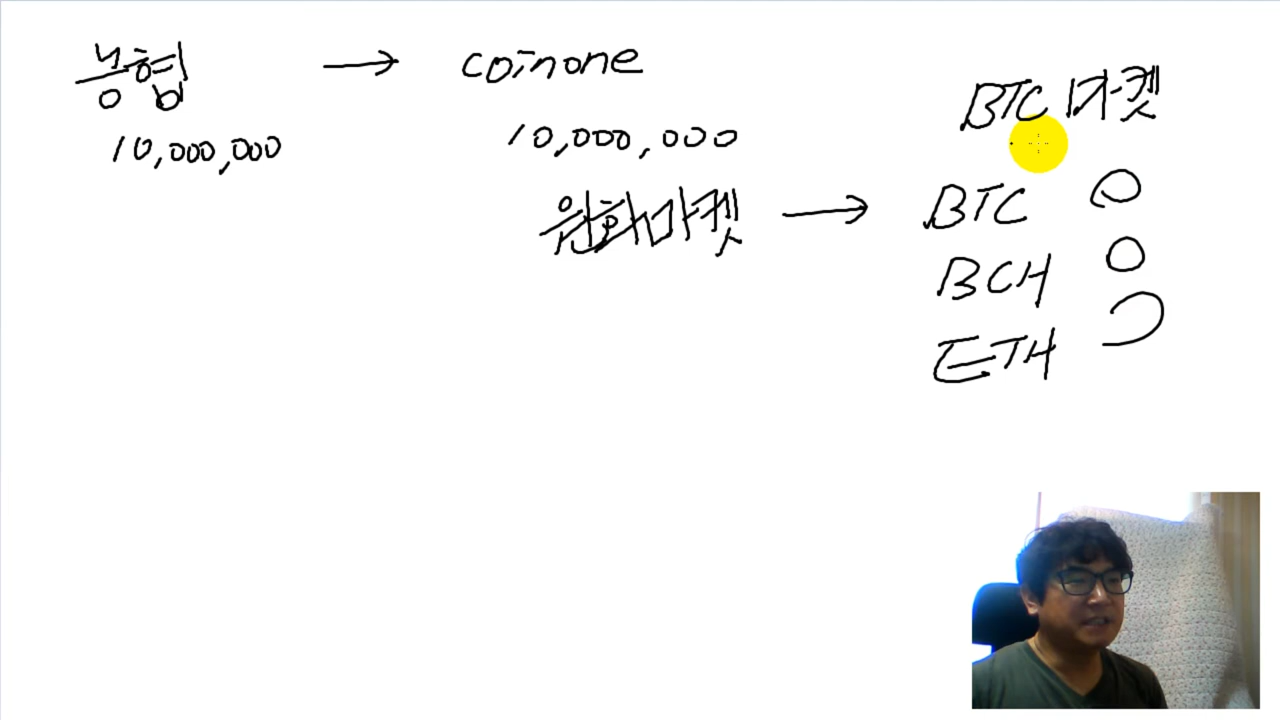 농협 → coinone
10,000,000
10,000,000
원화마켓 →
BTC 마켓
BTC O
BCH O
ETH